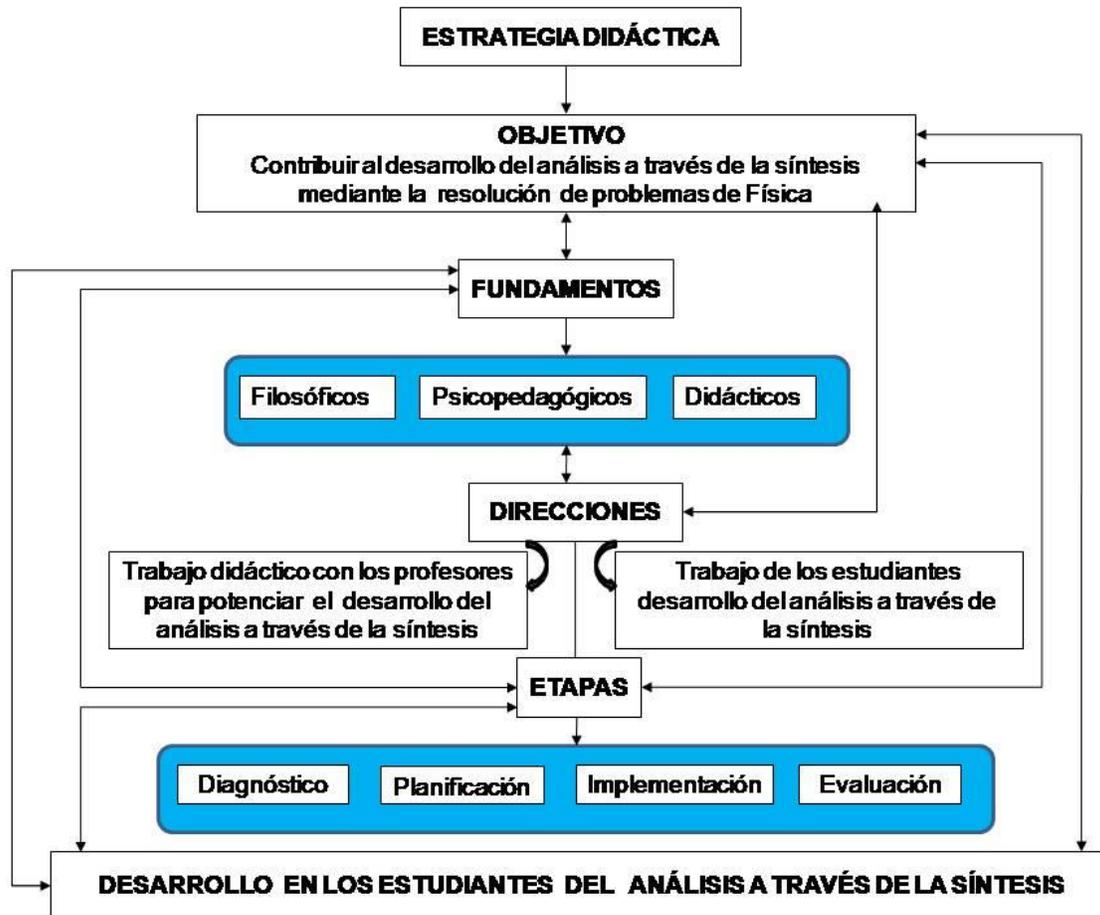 ESTRATEGIA DIDÁCTICA
OBJETIVO
Contribuir al desarrollo del análisis a través de la síntesis
mediante la resolución de problemas de Física
FUNDAMENTOS
Filosóficos
Psicopedagógicos
Didácticos
DIRECCIONES
Trabajo didáctico con los profesores
para potenciar el desarrollo del
análisis a través de la síntesis
Trabajo de los estudiantes
desarrollo del análisis a través de
la síntesis
ETAPAS
Diagnóstico
Planificación
Implementación
Evaluación
DESARROLLO EN LOS ESTUDIANTES DEL ANÁLISIS A TRAVÉS DE LA SÍNTESIS